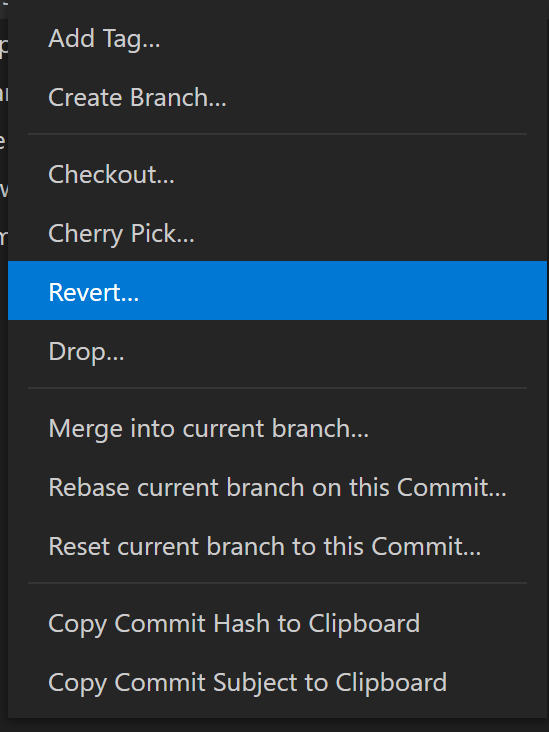 Add Tag...
Create Branch...
Checkout...
Cherry Pick...
Revert...
Drop...
Merge into current branch...
Rebase current branch on this Commit...
Reset current branch to this Commit...
Copy Commit Hash to Clipboard
Copy Commit Subject to Clipboard